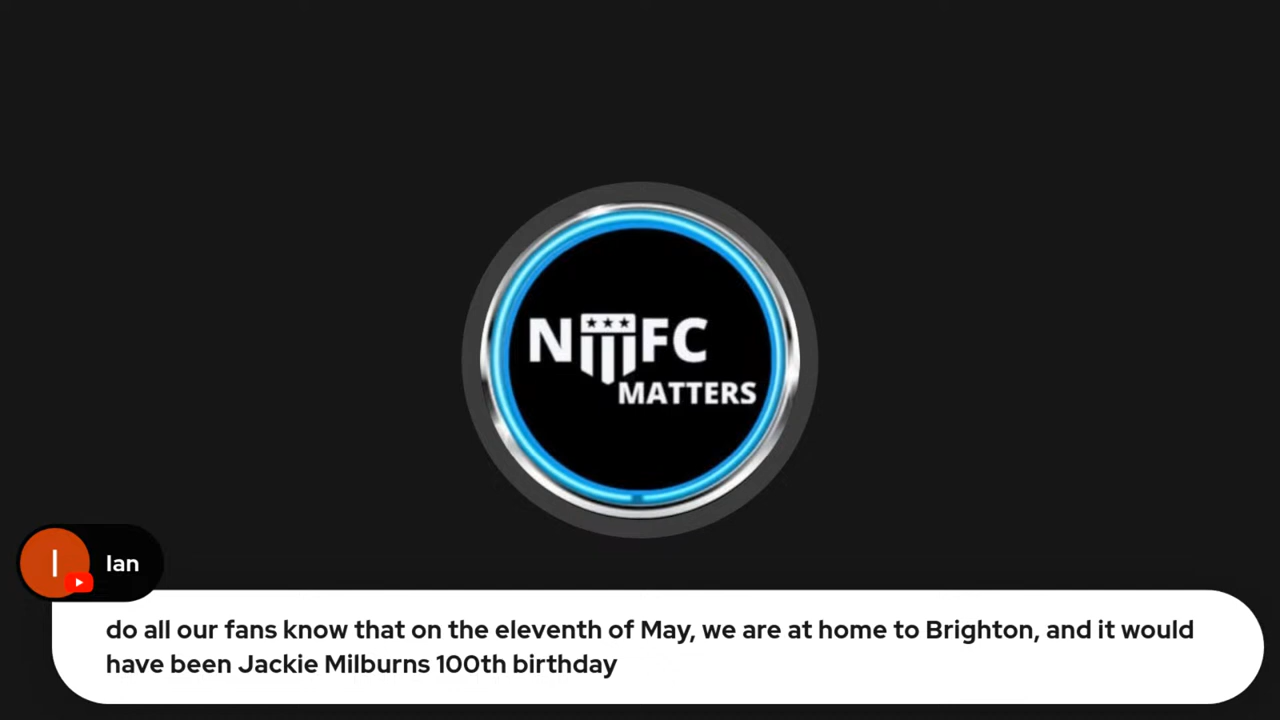 NUFC
MATTERS
I
Ian
do all our fans know that on the eleventh of May, we are at home to Brighton, and it would
have been Jackie Milburns 100th birthday